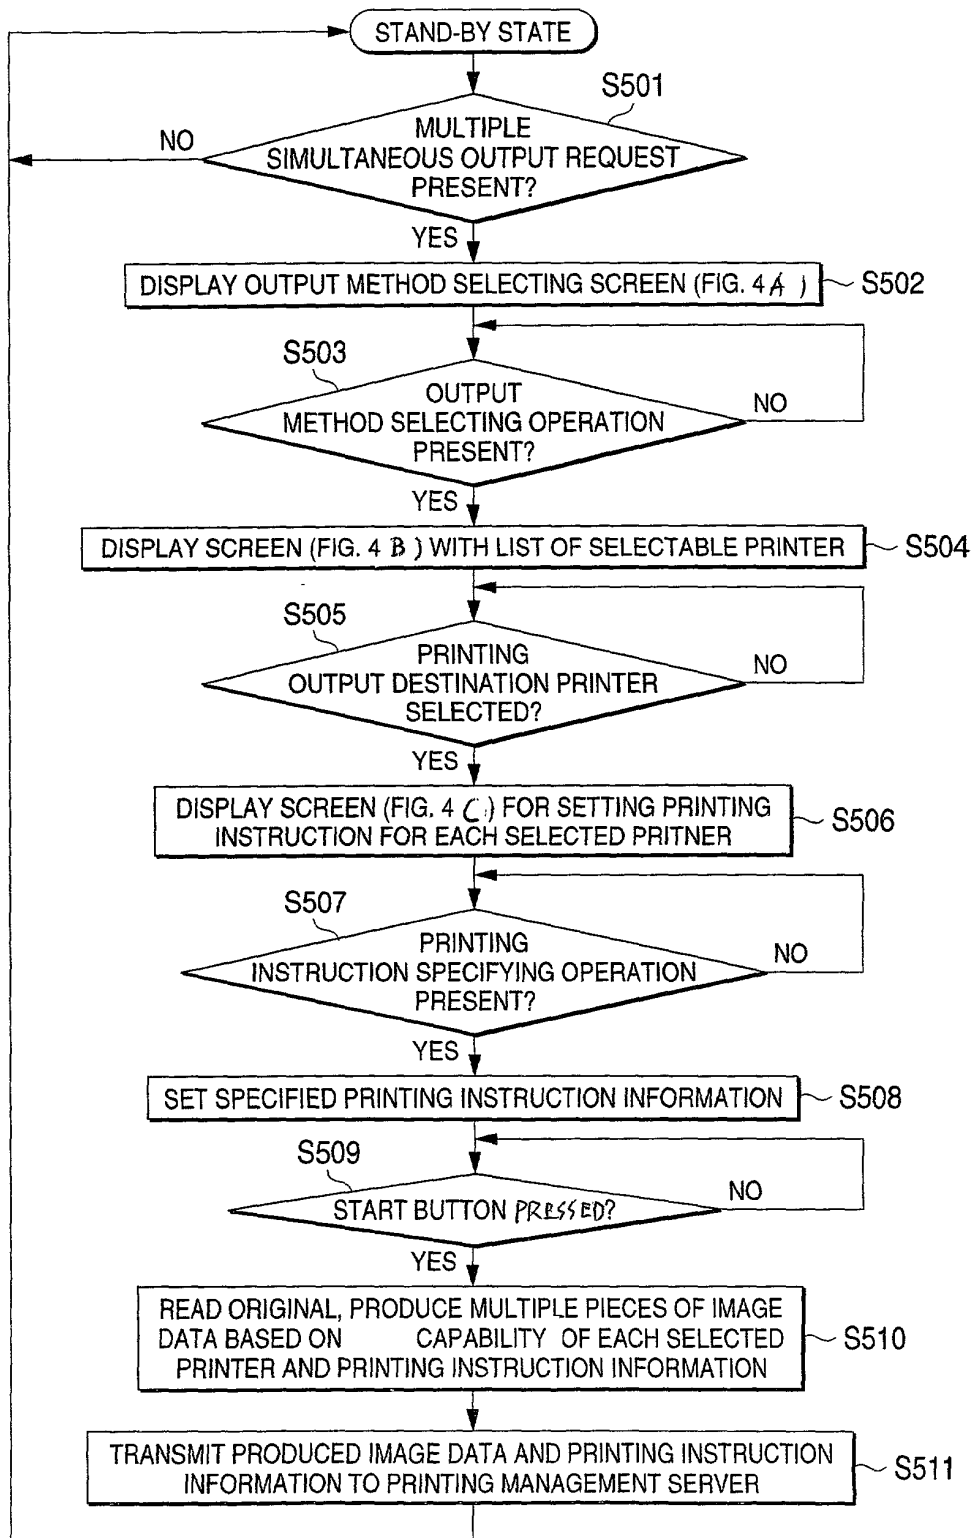 STAND-BY STATE
S501
NO
MULTIPLE
SIMULTANEOUS OUTPUT REQUEST
PRESENT?
YES
DISPLAY OUTPUT METHOD SELECTING SCREEN (FIG. 4A )
S502
S503
OUTPUT
METHOD SELECTING OPERATION
PRESENT?
NO
YES
DISPLAY SCREEN (FIG. 4 B ) WITH LIST OF SELECTABLE PRINTER
S504
S505
PRINTING
OUTPUT DESTINATION PRINTER
SELECTED?
NO
YES
DISPLAY SCREEN (FIG. 4 C ) FOR SETTING PRINTING
INSTRUCTION FOR EACH SELECTED PRITNER
S506
S507
PRINTING
INSTRUCTION SPECIFYING OPERATION
PRESENT?
NO
YES
SET SPECIFIED PRINTING INSTRUCTION INFORMATION
S508
S509
START BUTTON PRESSED?
NO
YES
READ ORIGINAL, PRODUCE MULTIPLE PIECES OF IMAGE
DATA BASED ON CAPABILITY OF EACH SELECTED
PRINTER AND PRINTING INSTRUCTION INFORMATION
S510
TRANSMIT PRODUCED IMAGE DATA AND PRINTING INSTRUCTION
INFORMATION TO PRINTING MANAGEMENT SERVER
S511